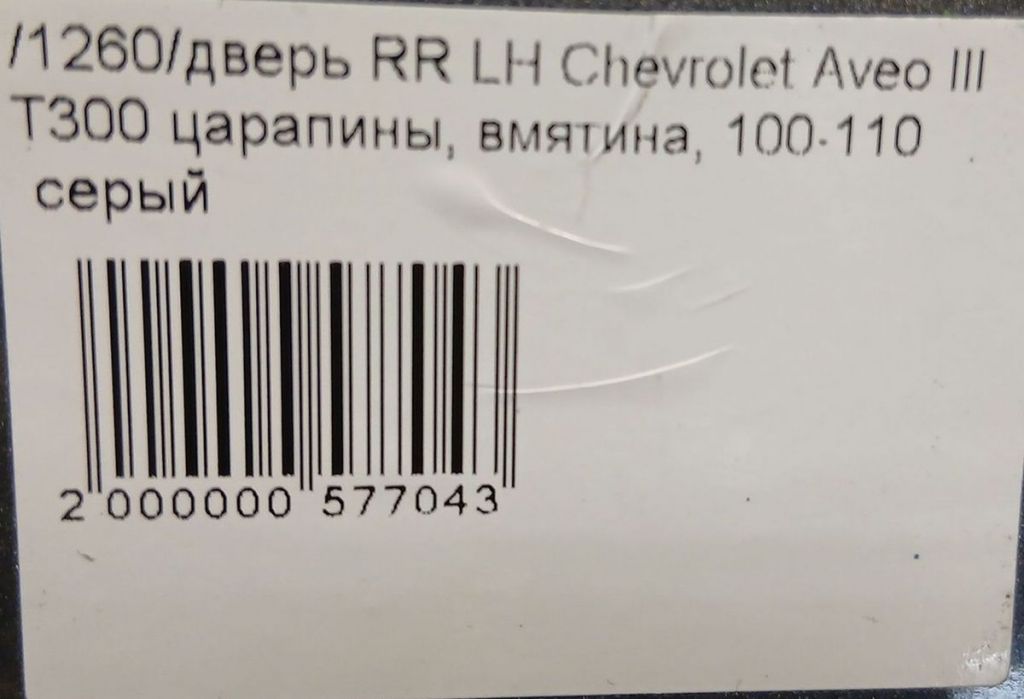 /1260/дверь RR LH Chevrolet Aveo III
T300 царапины, вмятина, 100-110
серый
2 000000 577043